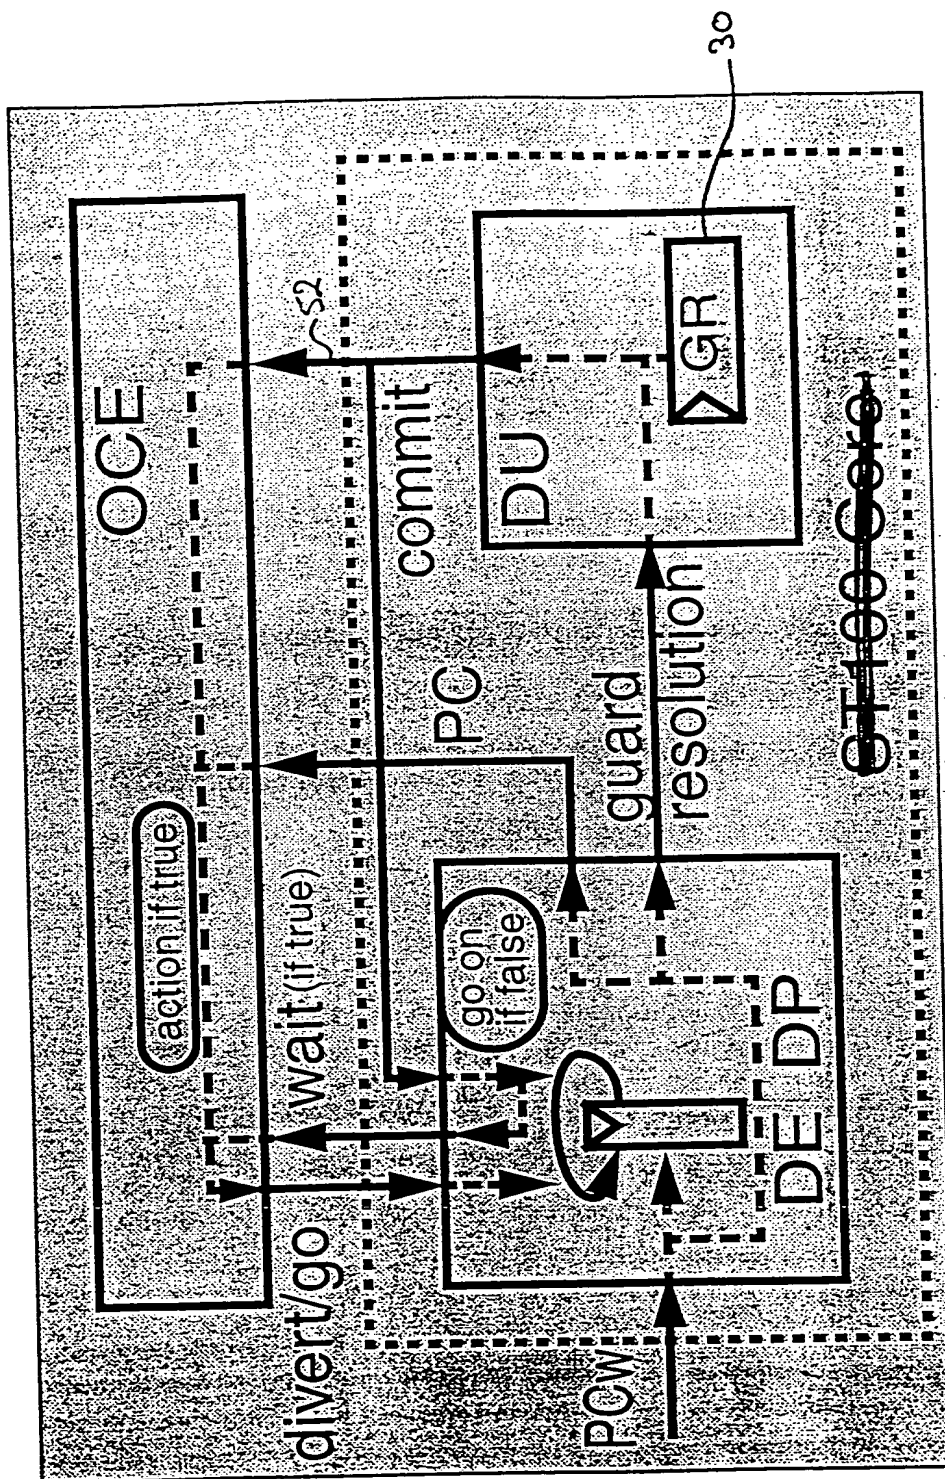 30
OCE
action if true
52
divert/go
wait (if true)
PC
commit
go on
if false
guard
resolution
DU
GR
PCw
DE DP